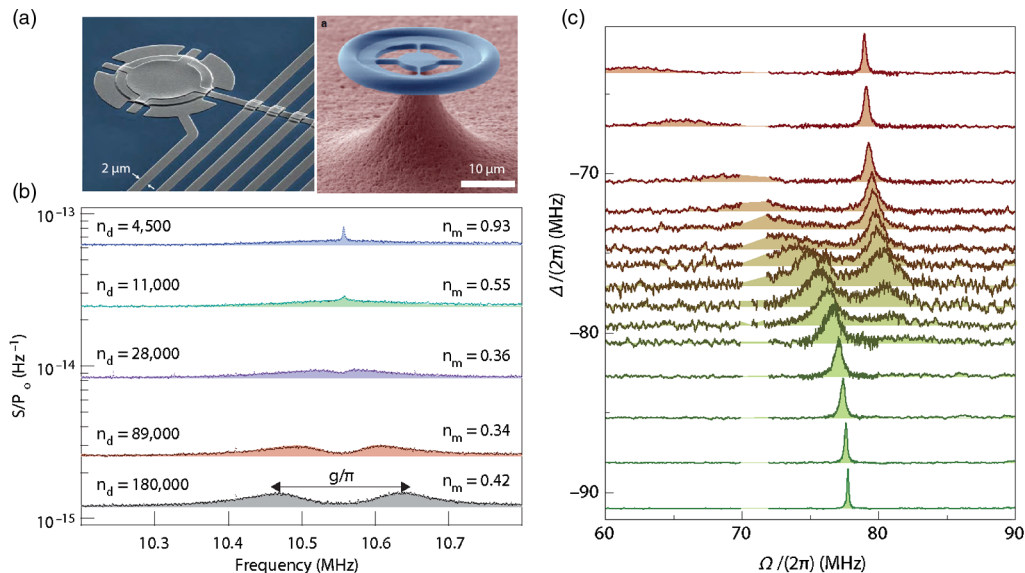 (a)
a
2 μm
10 μm
(b)
10⁻¹³
10⁻¹⁴
10⁻¹⁵
S/Pₒ (Hz⁻¹)
n_d = 4,500 n_m = 0.93
n_d = 11,000 n_m = 0.55
n_d = 28,000 n_m = 0.36
n_d = 89,000 n_m = 0.34
g/π
n_d = 180,000 n_m = 0.42
10.3 10.4 10.5 10.6 10.7
Frequency (MHz)
(c)
−70
−80
−90
Δ/(2π) (MHz)
60 70 80 90
Ω/(2π) (MHz)